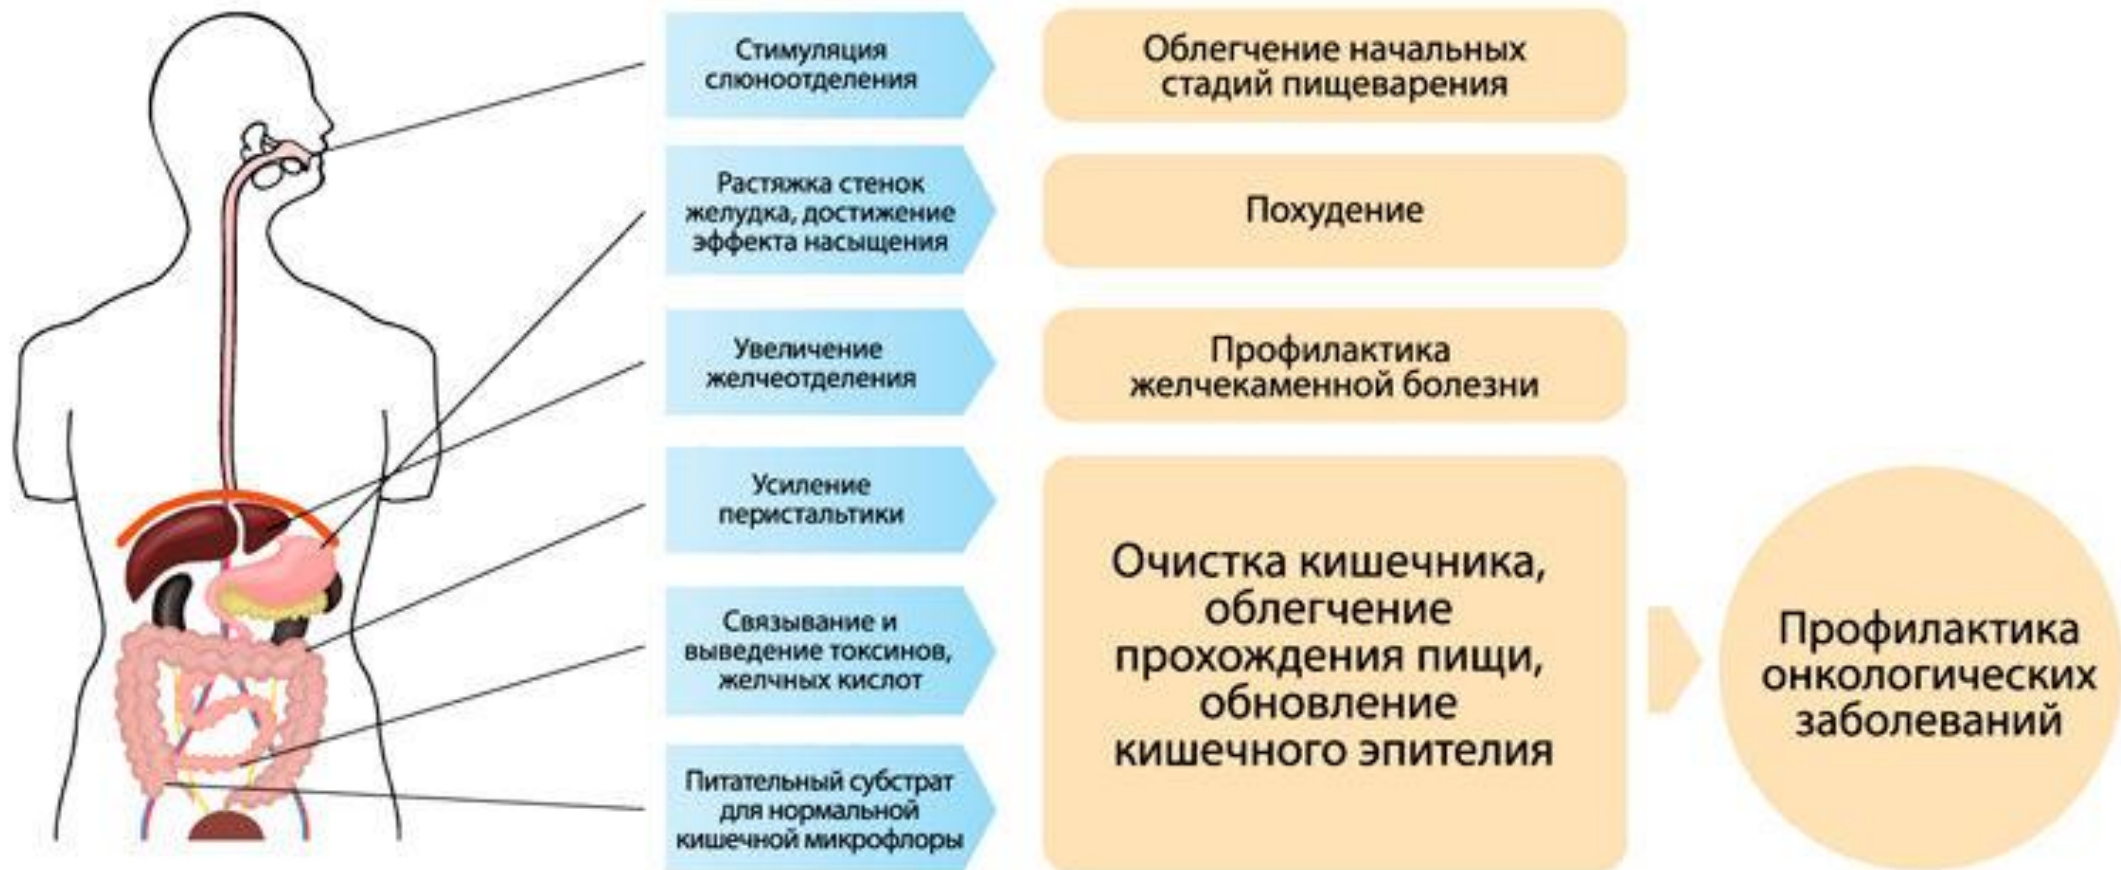 Стимуляция
слюноотделения
Облегчение начальных
стадий пищеварения
Растяжка стенок
желудка, достижение
эффекта насыщения
Похудение
Увеличение
желчеотделения
Профилактика
желчекаменной болезни
Усиление
перистальтики
Связывание и
выведение токсинов,
желчных кислот
Питательный субстрат
для нормальной
кишечной микрофлоры
Очистка кишечника,
облегчение
прохождения пищи,
обновление
кишечного эпителия
Профилактика
онкологических
заболеваний